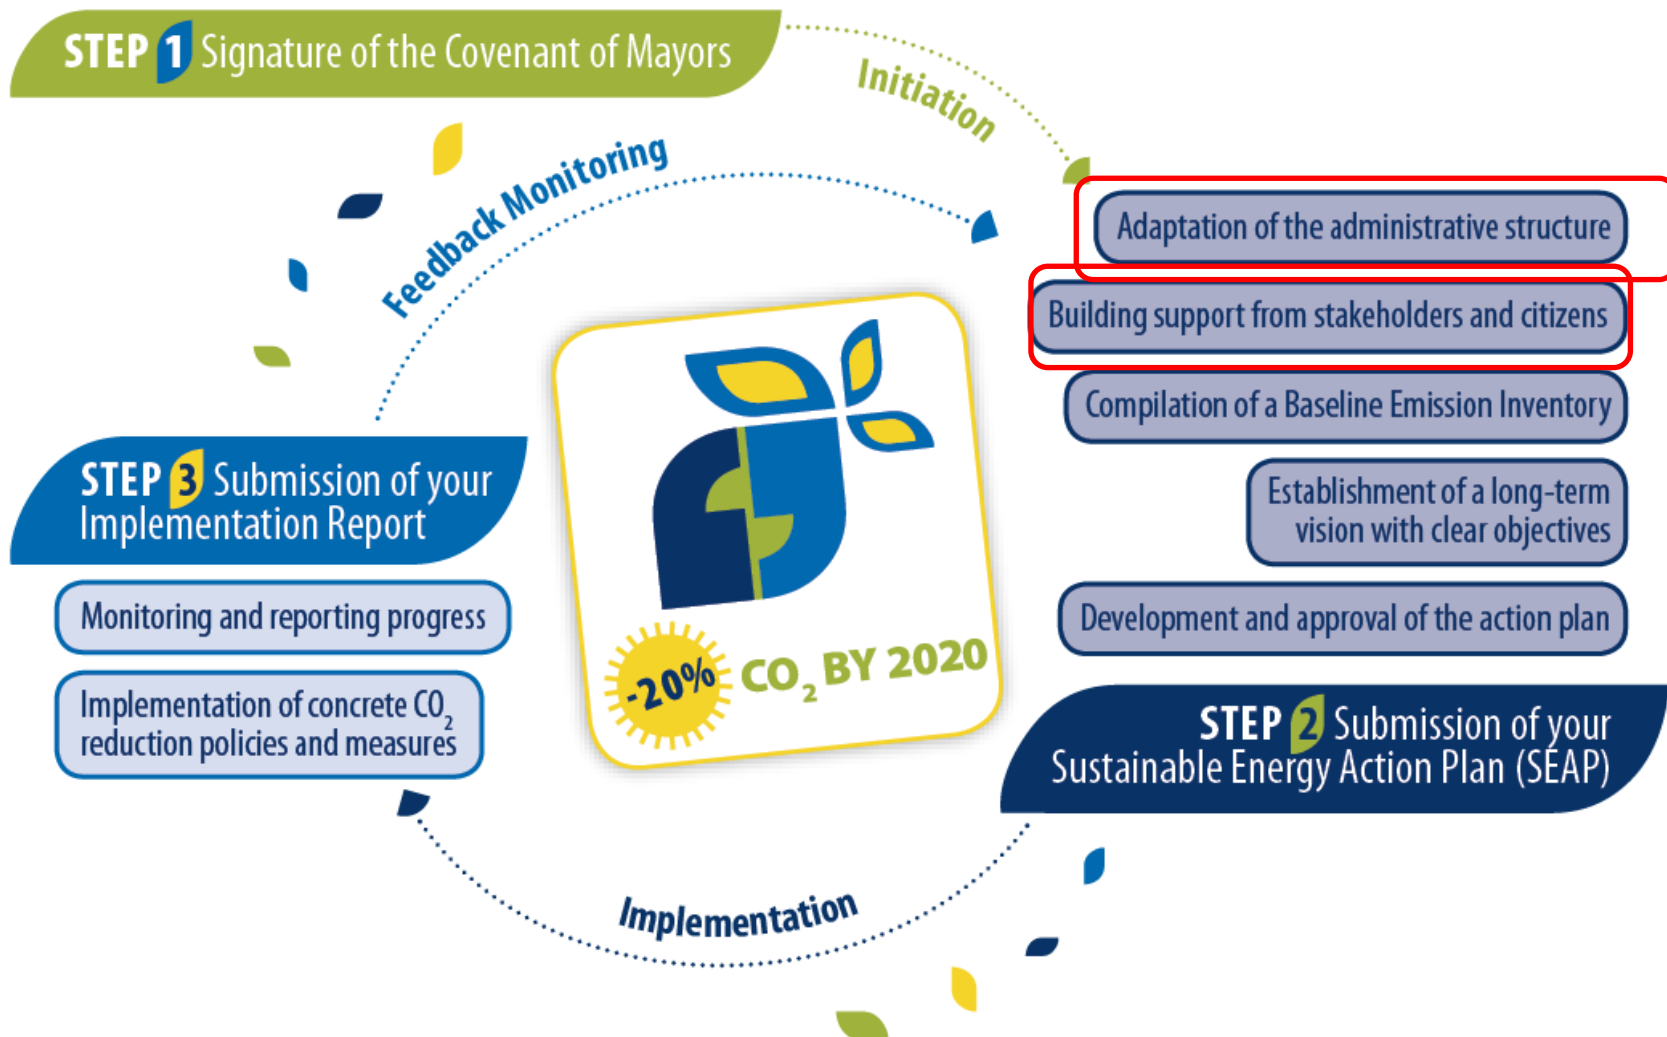 STEP 1 Signature of the Covenant of Mayors
Initiation
Feedback Monitoring
Adaptation of the administrative structure
Building support from stakeholders and citizens
Compilation of a Baseline Emission Inventory
Establishment of a long-term
vision with clear objectives
Development and approval of the action plan
STEP 2 Submission of your
Sustainable Energy Action Plan (SEAP)
Implementation
STEP 3 Submission of your
Implementation Report
Monitoring and reporting progress
Implementation of concrete CO₂
reduction policies and measures
-20% CO₂ BY 2020